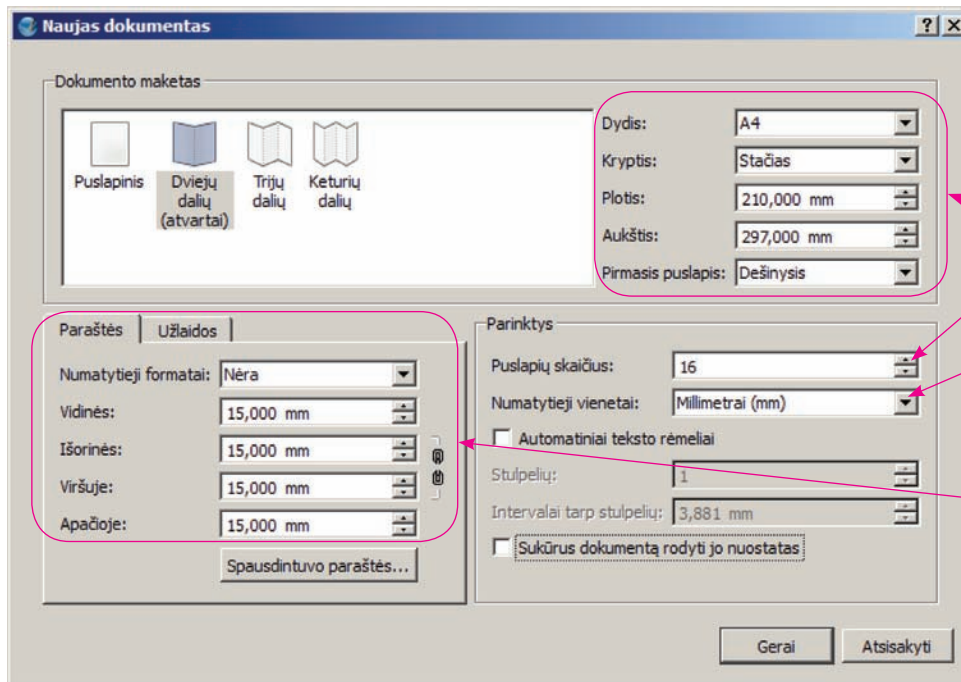 Naujas dokumentas
Dokumento maketas
Puslapinis
Dviejų
dalių
(atvartai)
Trijų
dalių
Keturių
dalių
Dydis: A4
Kryptis: Stačias
Plotis: 210,000 mm
Aukštis: 297,000 mm
Pirmasis puslapis: Dešinysis
Paraštės Užlaidos
Numatytieji formatai: Nėra
Vidinės: 15,000 mm
Išorinės: 15,000 mm
Viršuje: 15,000 mm
Apačioje: 15,000 mm
Spausdintuvo paraštės...
Parinktys
Puslapių skaičius: 16
Numatytieji vienetai: Millimetrai (mm)
Automatiniai teksto rėmeliai
Stulpelių: 1
Intervalai tarp stulpelių: 3,881 mm
Sukūrus dokumentą rodyti jo nuostatas
Gerai Atsisakyti